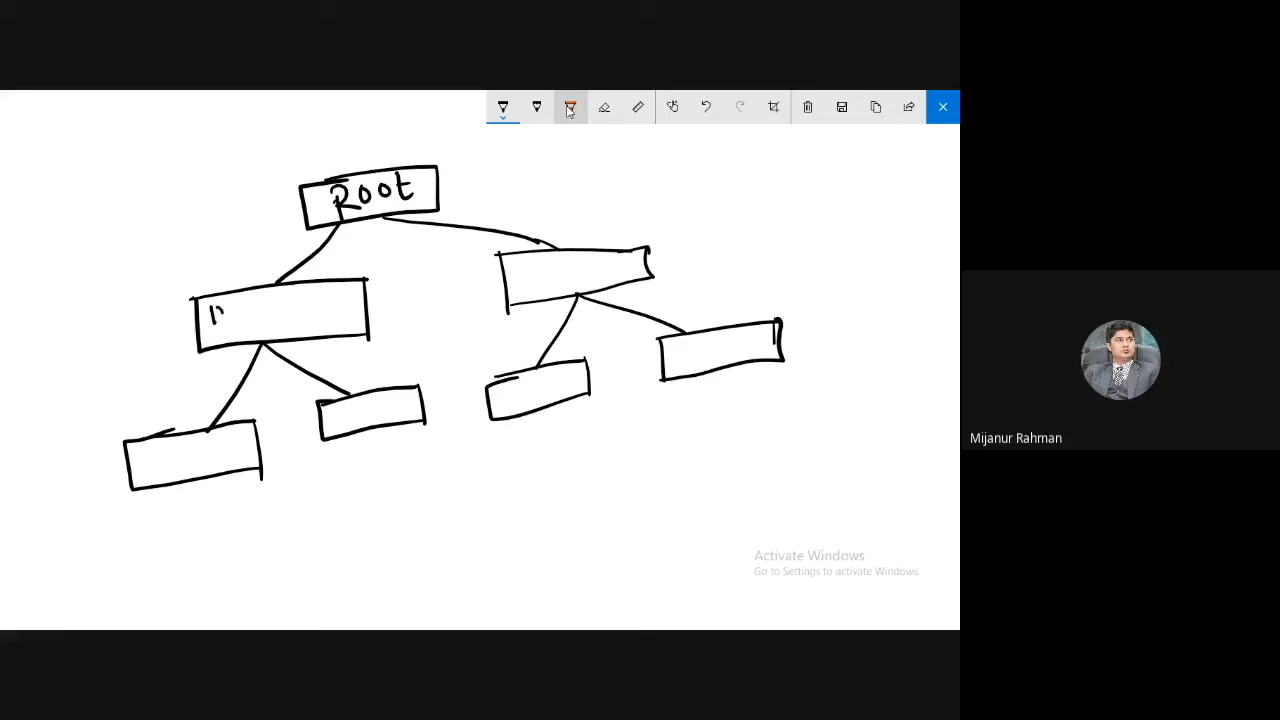 Root
Mijanur Rahman
Activate Windows
Go to Settings to activate Windows.